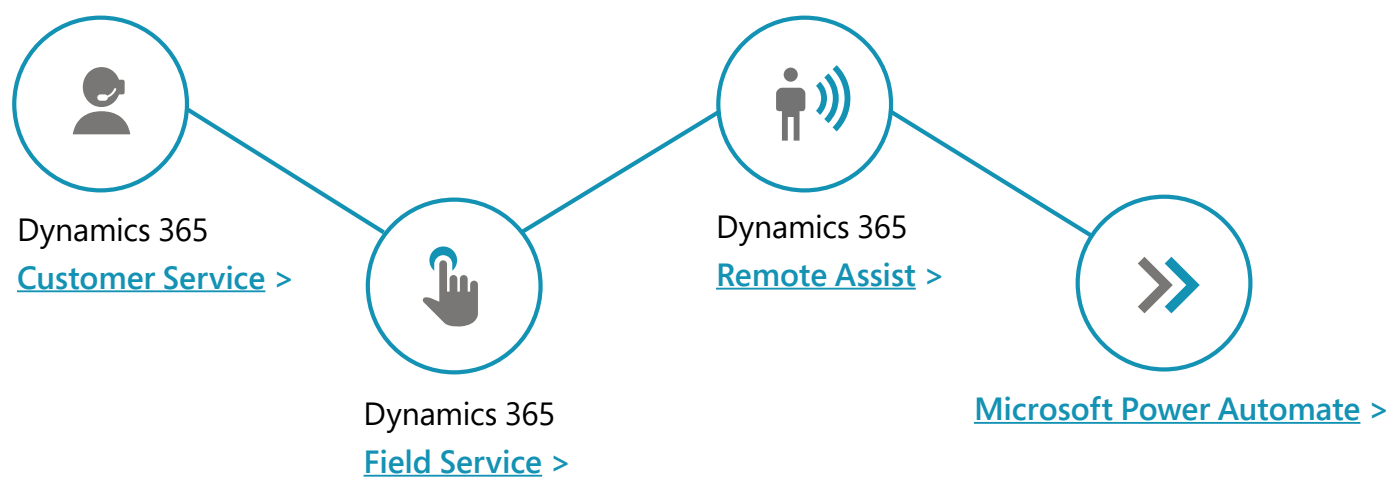 Dynamics 365
Customer Service >
Dynamics 365
Field Service >
Dynamics 365
Remote Assist >
Microsoft Power Automate >